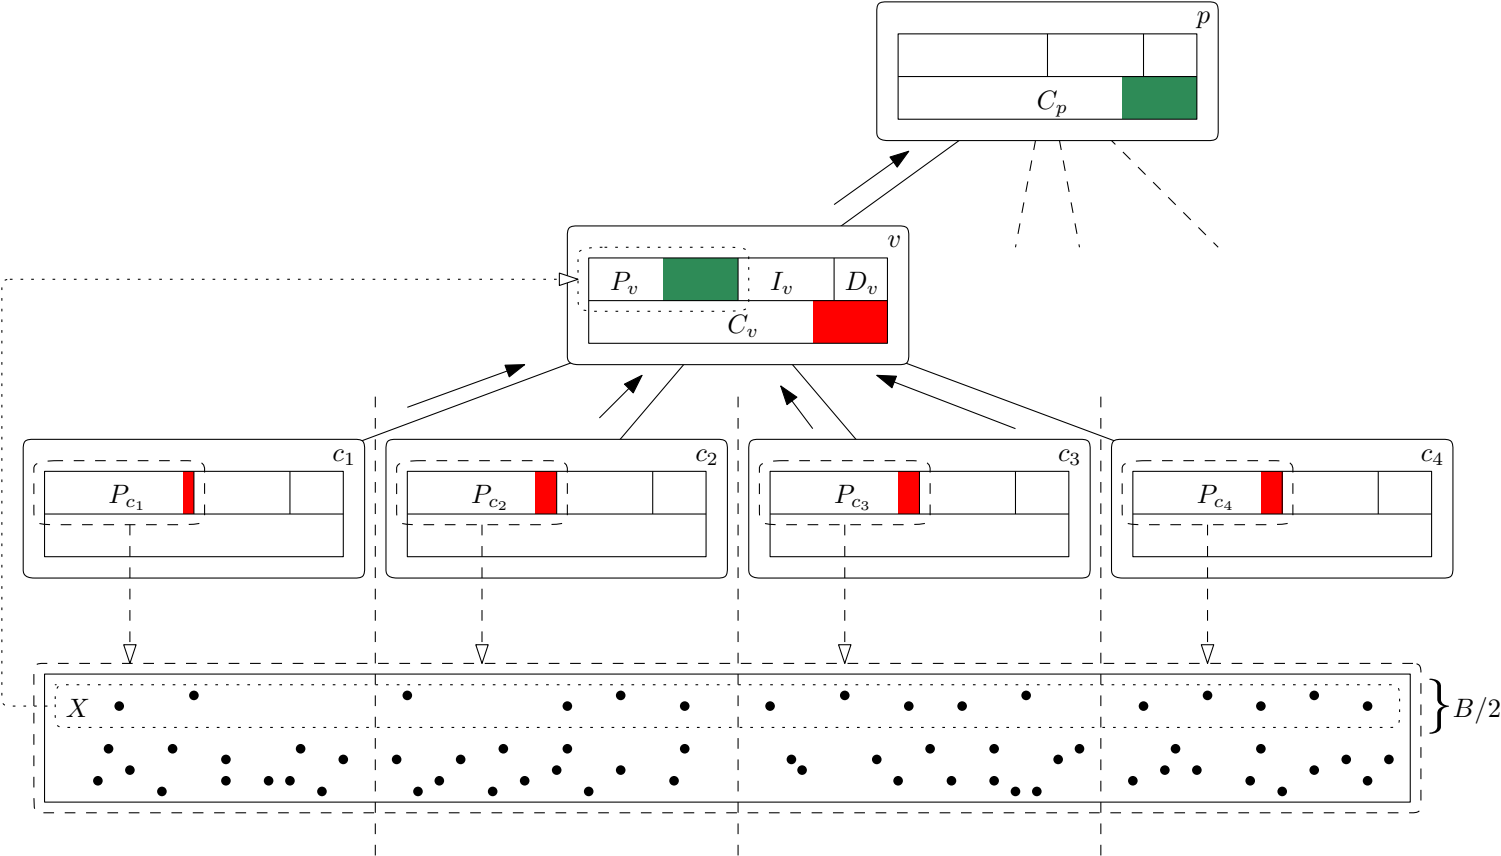 p
C_p
v
P_v I_v D_v
C_v
c_1 c_2 c_3 c_4
P_{c_1} P_{c_2} P_{c_3} P_{c_4}
X B/2